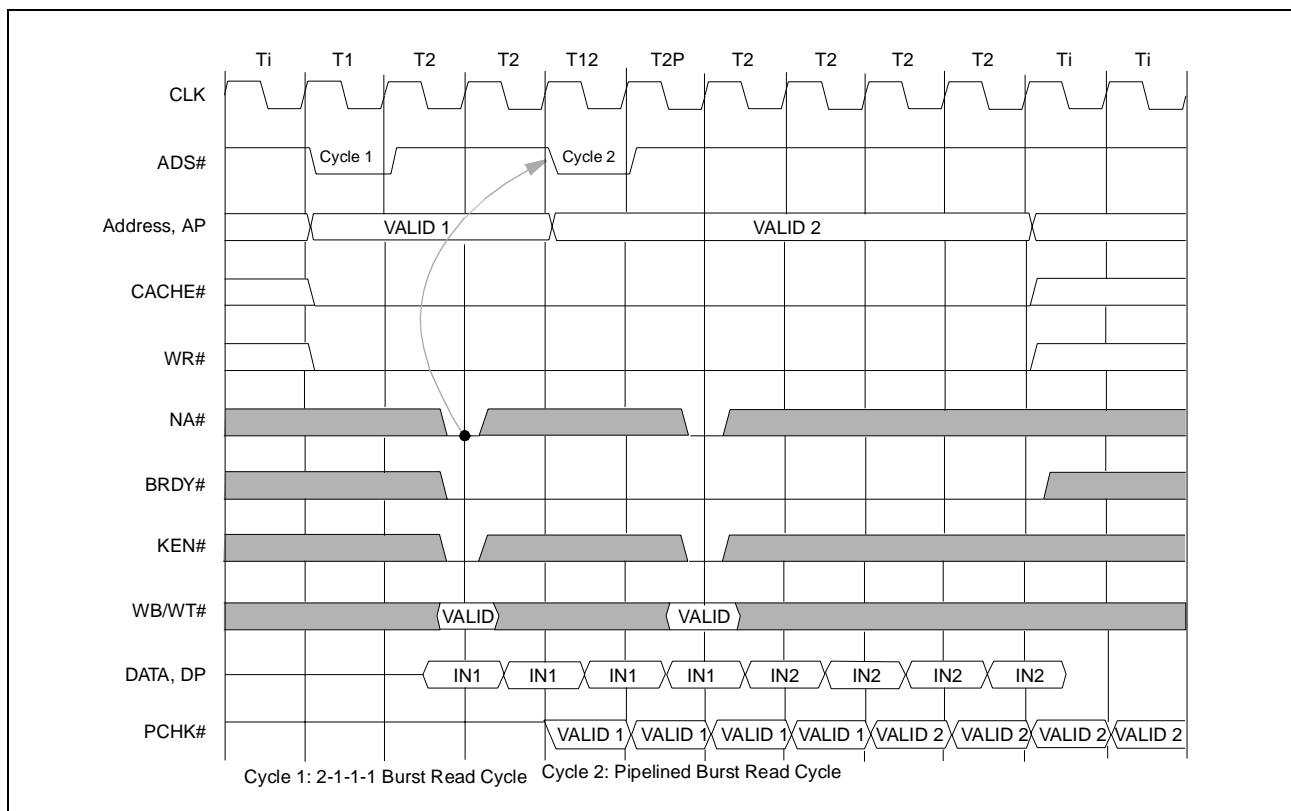 Ti T1 T2 T2 T12 T2P T2 T2 T2 T2 Ti Ti
CLK
ADS# Cycle 1 Cycle 2
Address, AP VALID 1 VALID 2
CACHE#
WR#
NA#
BRDY#
KEN#
WB/WT# VALID VALID
DATA, DP IN1 IN1 IN1 IN1 IN2 IN2 IN2 IN2
PCHK# VALID 1 VALID 1 VALID 1 VALID 1 VALID 2 VALID 2 VALID 2 VALID 2
Cycle 1: 2-1-1-1 Burst Read Cycle Cycle 2: Pipelined Burst Read Cycle